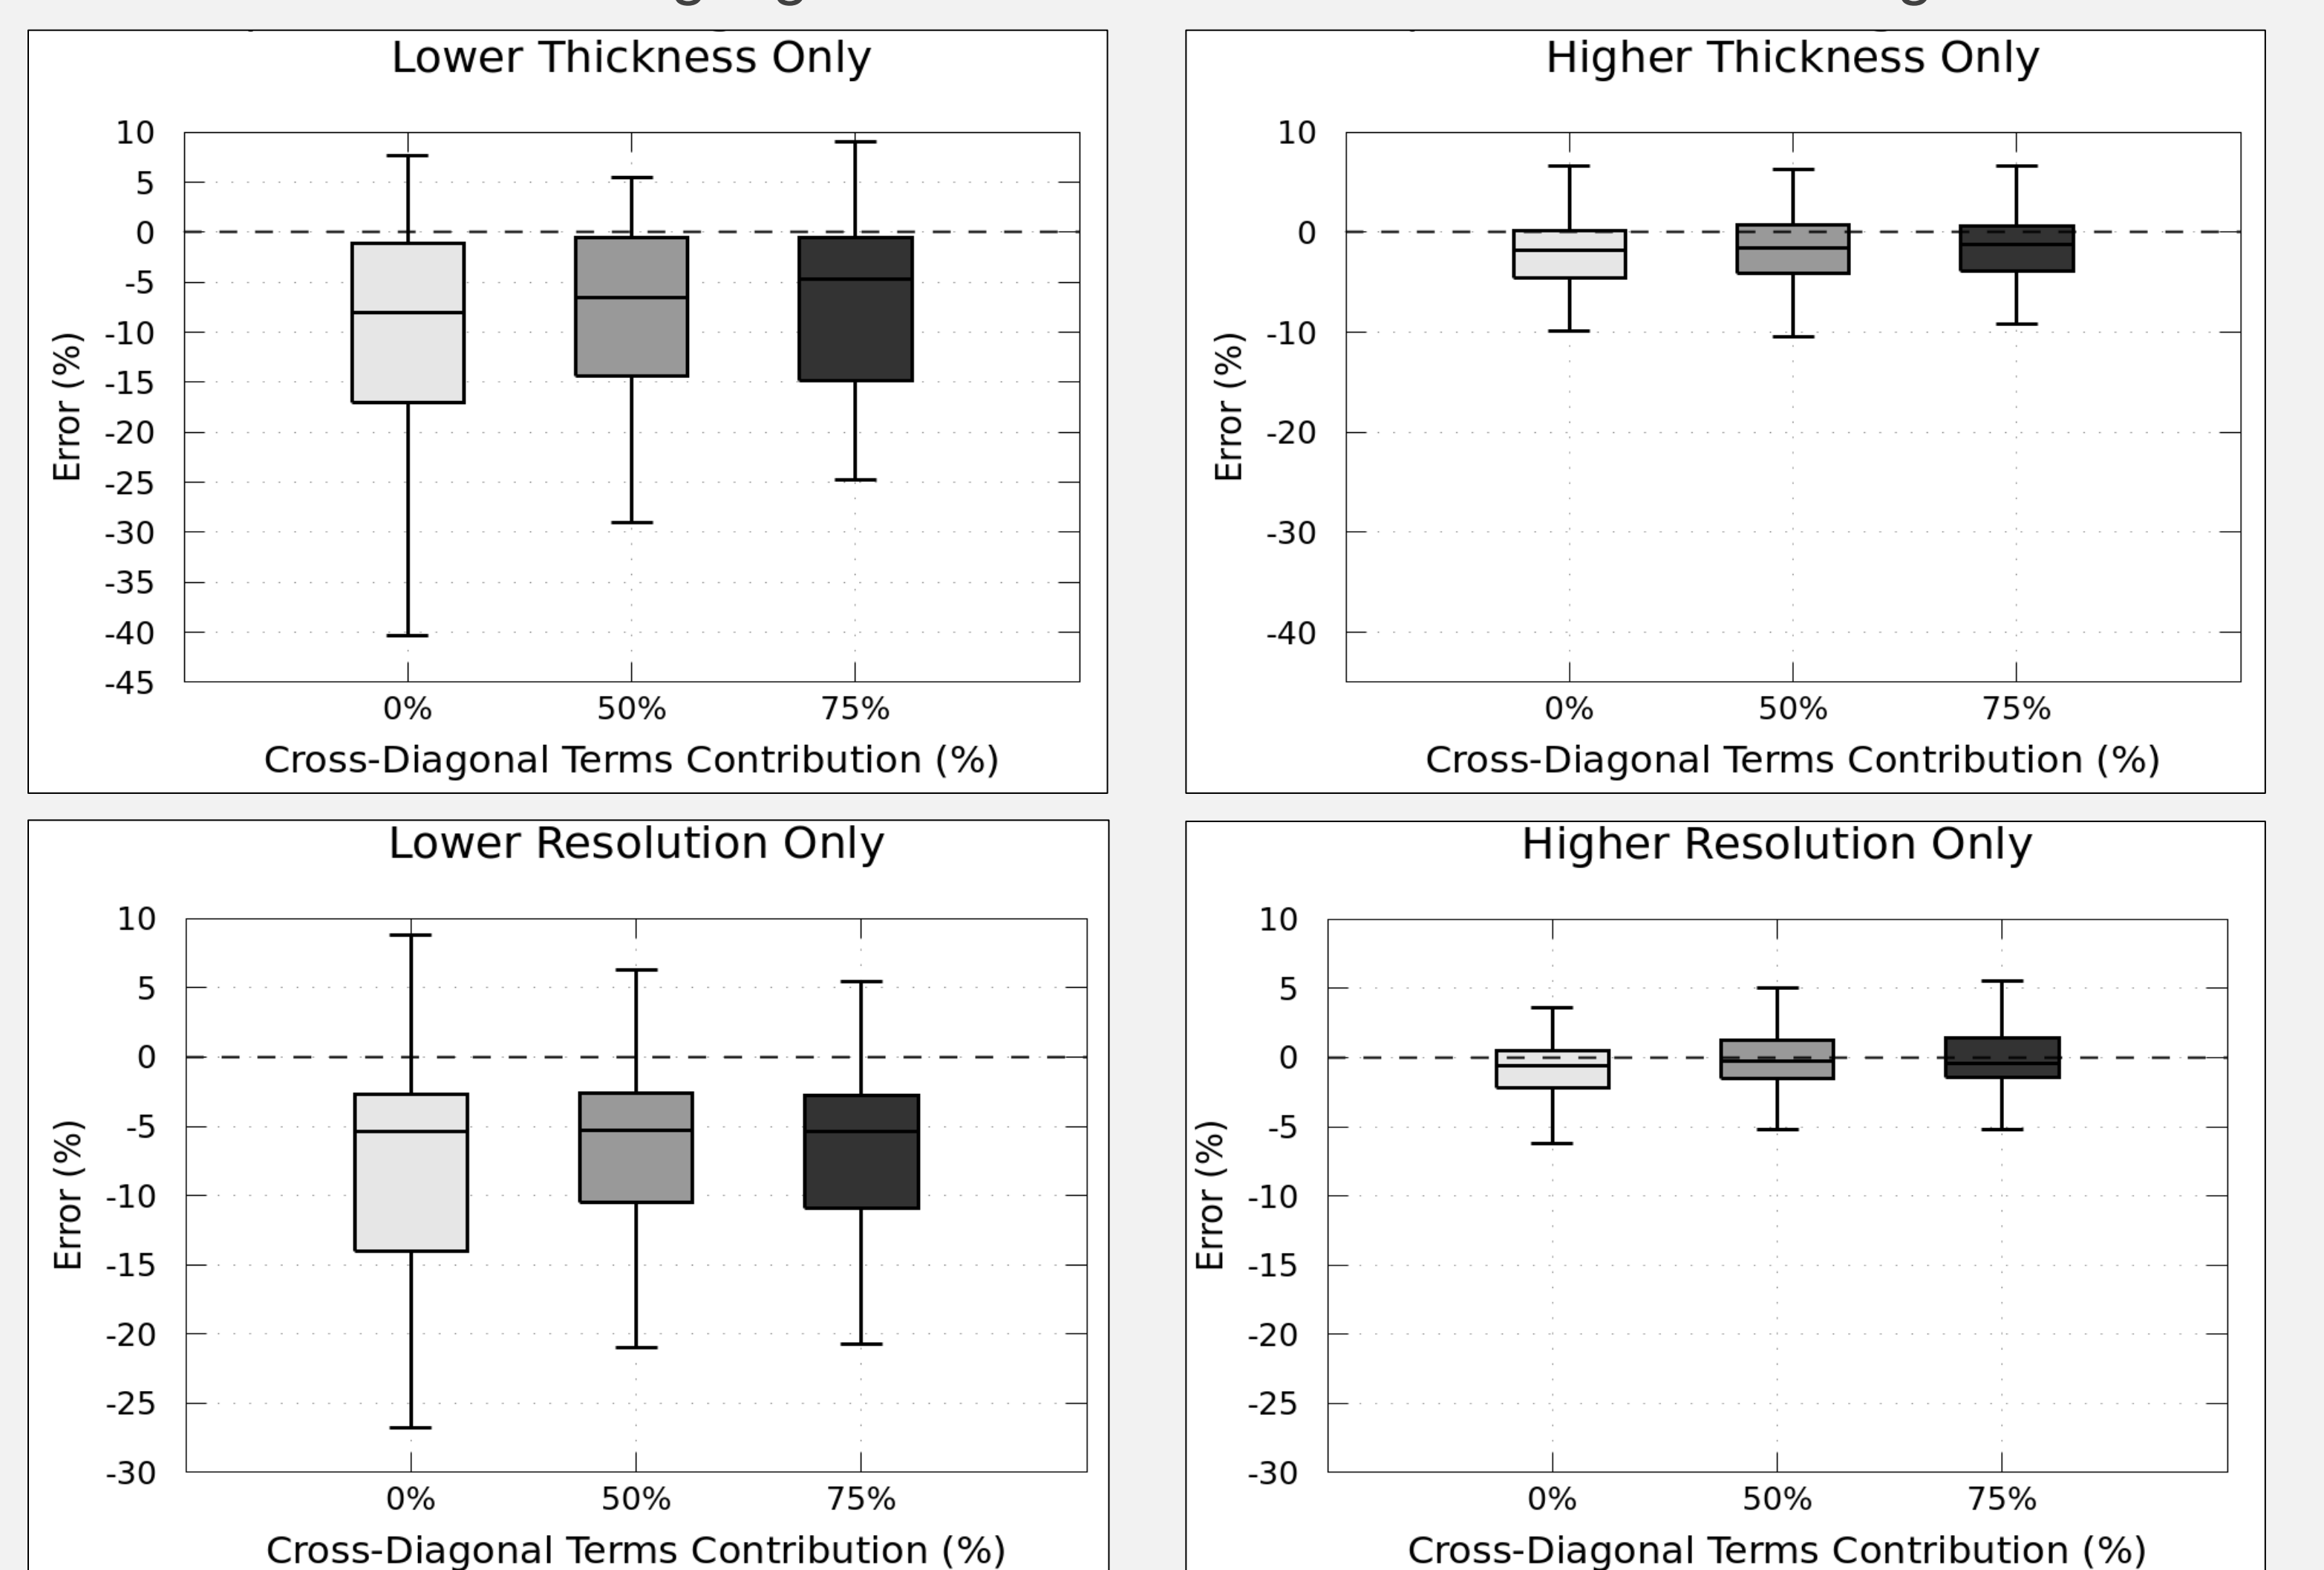 Lower Thickness Only
10
5
0
-5
-10
-15
-20
-25
-30
-35
-40
-45
Error (%)
0% 50% 75%
Cross-Diagonal Terms Contribution (%)
Higher Thickness Only
10
0
-10
-20
-30
-40
Error (%)
0% 50% 75%
Cross-Diagonal Terms Contribution (%)
Lower Resolution Only
10
5
0
-5
-10
-15
-20
-25
-30
Error (%)
0% 50% 75%
Cross-Diagonal Terms Contribution (%)
Higher Resolution Only
10
5
0
-5
-10
-15
-20
-25
-30
Error (%)
0% 50% 75%
Cross-Diagonal Terms Contribution (%)